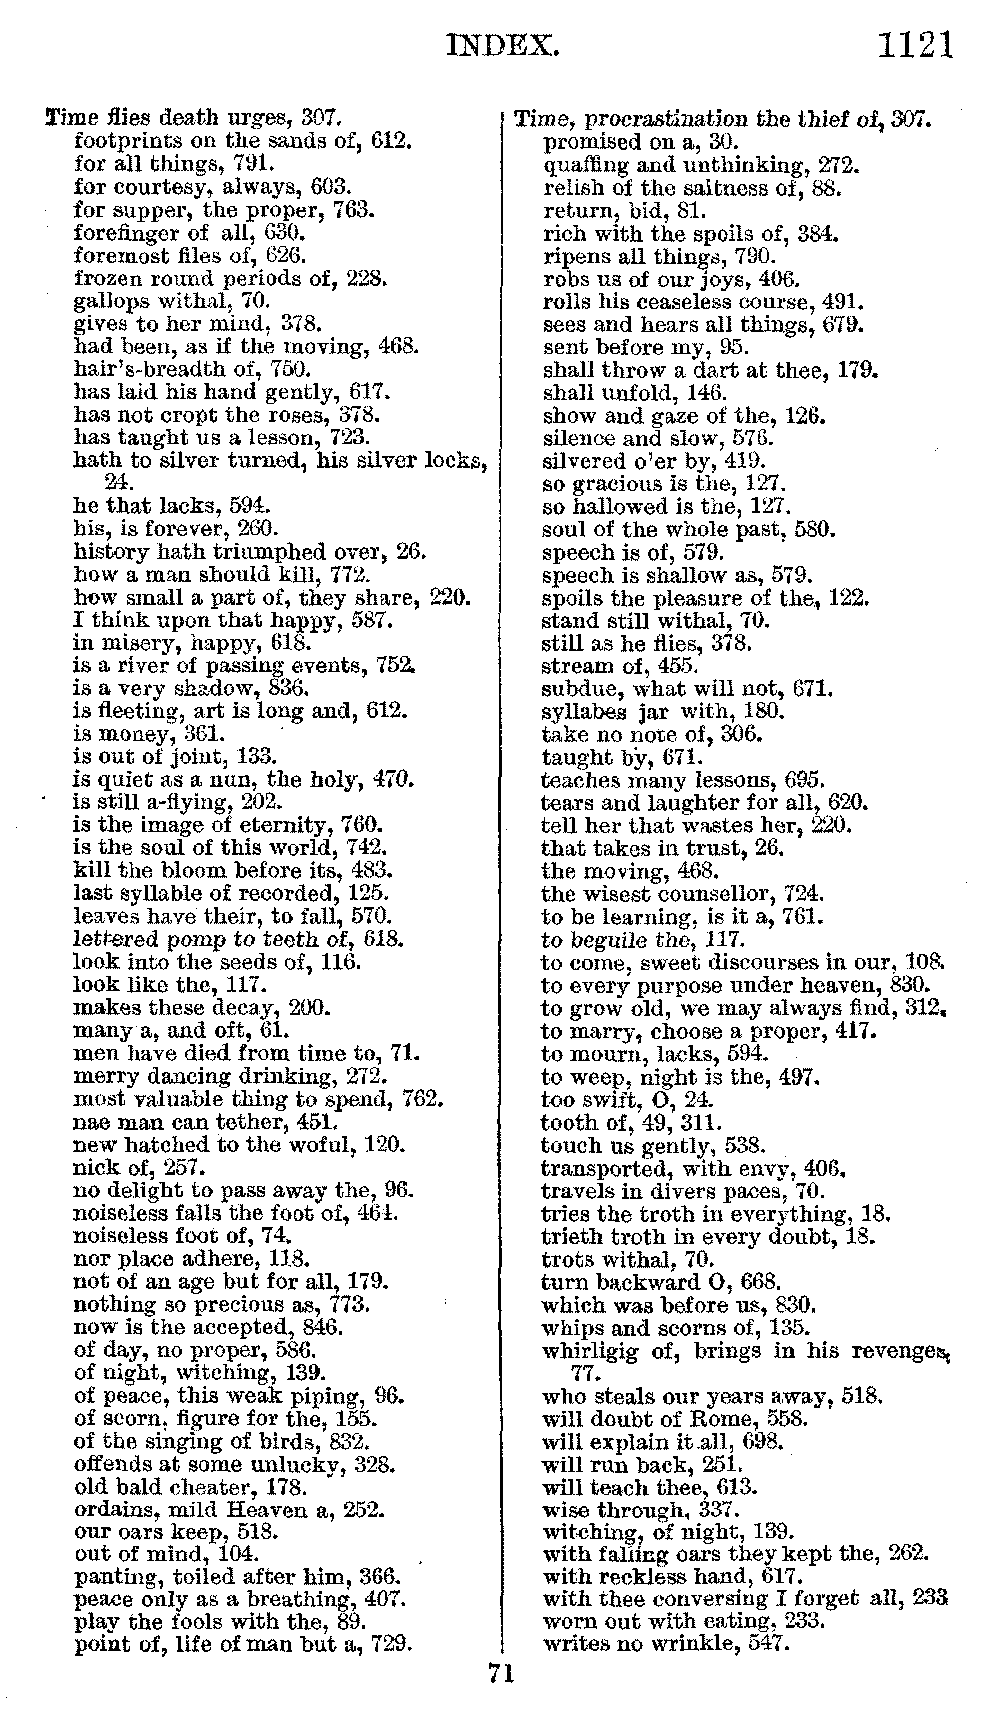 INDEX. 1121
Time flies death urges, 307.
footprints on the sands of, 612.
for all things, 791.
for courtesy, always, 603.
for supper, the proper, 763.
forefinger of all, 630.
foremost files of, 626.
frozen round periods of, 228.
gallops withal, 70.
gives to her mind, 378.
had been, as if the moving, 468.
hair's-breadth of, 750.
has laid his hand gently, 617.
has not cropt the roses, 378.
has taught us a lesson, 723.
hath to silver turned, his silver locks,
24.
he that lacks, 594.
his, is forever, 260.
history hath triumphed over, 26.
how a man should kill, 772.
how small a part of, they share, 220.
I think upon that happy, 587.
in misery, happy, 618.
is a river of passing events, 752.
is a very shadow, 836.
is fleeting, art is long and, 612.
is money, 361.
is out of joint, 133.
is quiet as a nun, the holy, 470.
is still a-flying, 202.
is the image of eternity, 760.
is the soul of this world, 742.
kill the bloom before its, 483.
last syllable of recorded, 125.
leaves have their, to fall, 570.
lettered pomp to teeth of, 618.
look into the seeds of, 116.
look like the, 117.
makes these decay, 200.
many a, and oft, 61.
men have died from time to, 71.
merry dancing drinking, 272.
most valuable thing to spend, 762.
nae man can tether, 451.
new hatched to the woful, 120.
nick of, 257.
no delight to pass away the, 96.
noiseless falls the foot of, 464.
noiseless foot of, 74.
nor place adhere, 118.
not of an age but for all, 179.
nothing so precious as, 773.
now is the accepted, 846.
of day, no proper, 586.
of night, witching, 139.
of peace, this weak piping, 96.
of scorn, figure for the, 155.
of the singing of birds, 832.
offends at some unlucky, 328.
old bald cheater, 178.
ordains, mild Heaven a, 252.
our oars keep, 518.
out of mind, 104.
panting, toiled after him, 366.
peace only as a breathing, 407.
play the fools with the, 89.
point of, life of man but a, 729.
Time, procrastination the thief of, 307.
promised on a, 30.
quaffing and unthinking, 272.
relish of the saltness of, 88.
return, bid, 81.
rich with the spoils of, 384.
ripens all things, 790.
robs us of our joys, 406.
rolls his ceaseless course, 491.
sees and hears all things, 679.
sent before my, 95.
shall throw a dart at thee, 179.
shall unfold, 146.
show and gaze of the, 126.
silence and slow, 576.
silvered o'er by, 419.
so gracious is the, 127.
so hallowed is the, 127.
soul of the whole past, 580.
speech is of, 579.
speech is shallow as, 579.
spoils the pleasure of the, 122.
stand still withal, 70.
still as he flies, 378.
stream of, 455.
subdue, what will not, 671.
syllabes jar with, 180.
take no note of, 306.
taught by, 671.
teaches many lessons, 695.
tears and laughter for all, 620.
tell her that wastes her, 220.
that takes in trust, 26.
the moving, 468.
the wisest counsellor, 724.
to be learning, is it a, 761.
to beguile the, 117.
to come, sweet discourses in our, 108.
to every purpose under heaven, 830.
to grow old, we may always find, 312.
to marry, choose a proper, 417.
to mourn, lacks, 594.
to weep, night is the, 497.
too swift, O, 24.
tooth of, 49, 311.
touch us gently, 538.
transported, with envy, 406.
travels in divers paces, 70.
tries the troth in everything, 18.
trieth troth in every doubt, 18.
trots withal, 70.
turn backward O, 668.
which was before us, 830.
whips and scorns of, 135.
whirligig of, brings in his revenges,
77.
who steals our years away, 518.
will doubt of Rome, 558.
will explain it all, 698.
will run back, 251.
will teach thee, 613.
wise through, 337.
witching, of night, 139.
with falling oars they kept the, 262.
with reckless hand, 617.
with thee conversing I forget all, 233
worn out with eating, 233.
writes no wrinkle, 547.
71